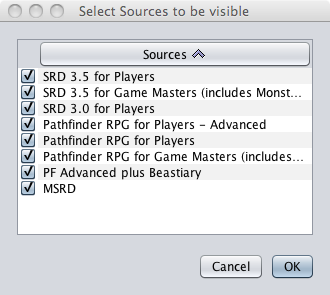 Select Sources to be visible
Sources
SRD 3.5 for Players
SRD 3.5 for Game Masters (includes Monst...
SRD 3.0 for Players
Pathfinder RPG for Players - Advanced
Pathfinder RPG for Players
Pathfinder RPG for Game Masters (includes...
PF Advanced plus Beastiary
MSRD
Cancel
OK